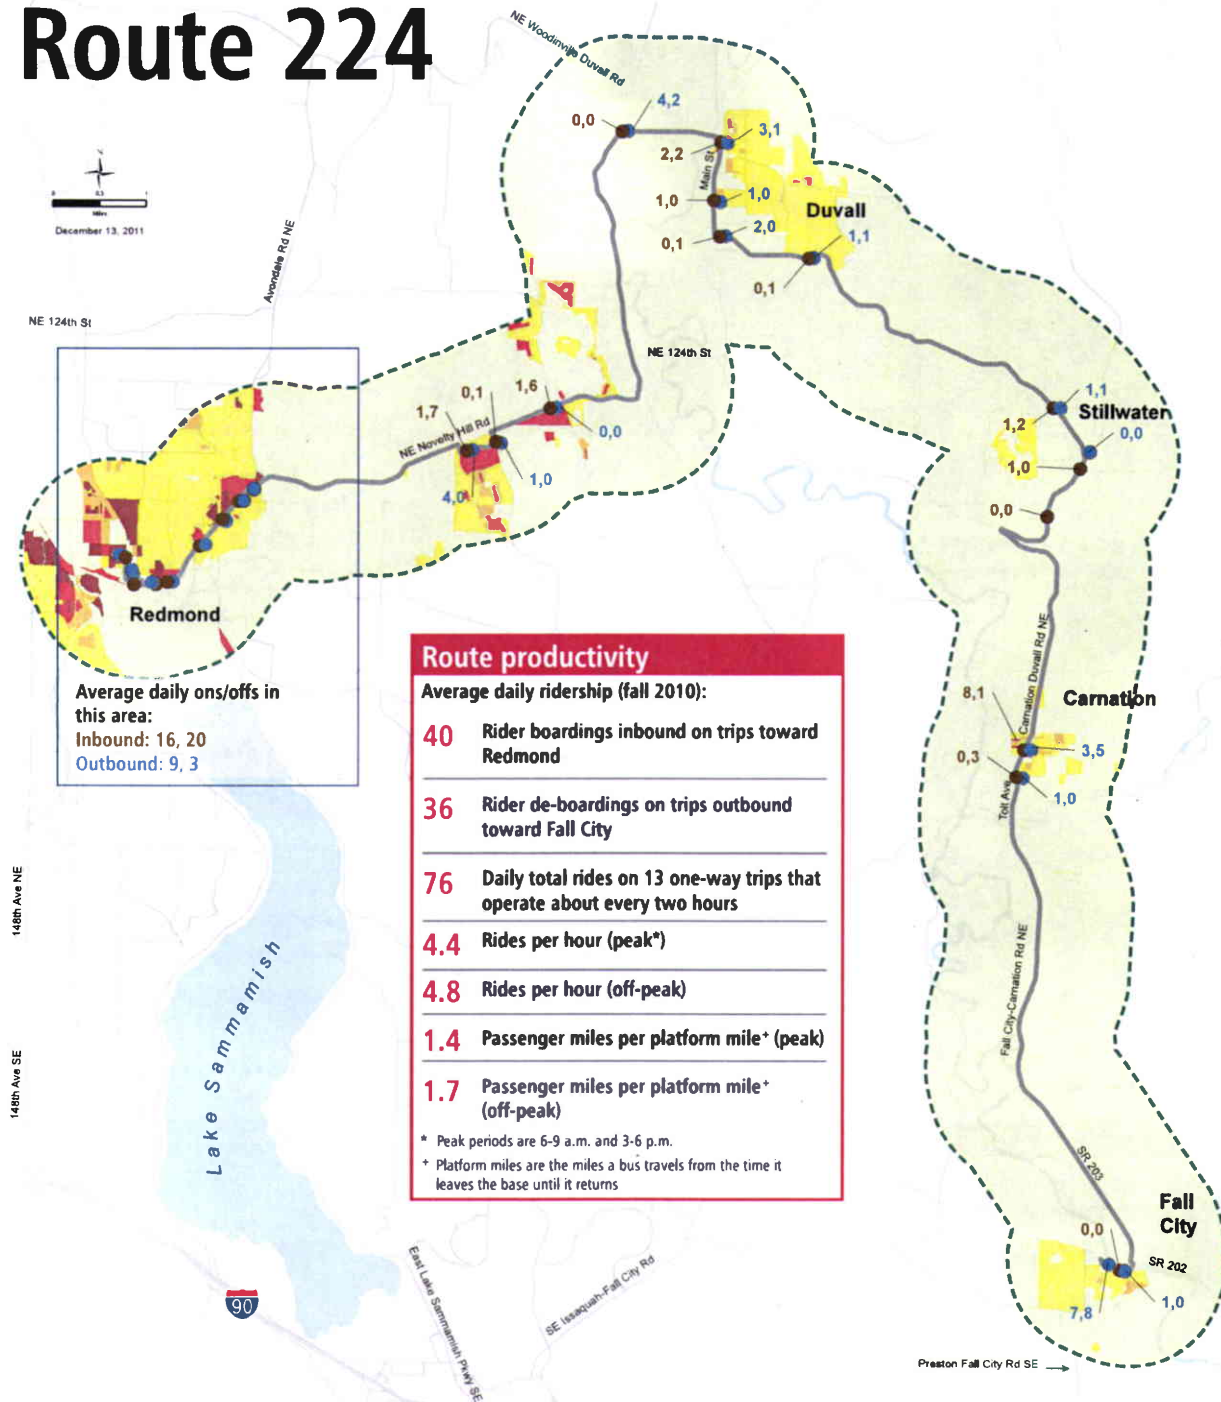 Route 224
NE Woodinville Duvall Rd
4,2
0,0
3,1
2,2
Main St
1,0
1,0
Duvall
2,0
0,1
1,1
0,1
0
0.5
1
Miles
December 13, 2011
Avondale Rd NE
NE 124th St
NE 124th St
1,6
0,1
1,7
NE Novelty Hill Rd
0,0
1,0
4,0
1,1
Stillwater
1,2
0,0
1,0
0,0
Redmond
Average daily ons/offs in
this area:
Inbound: 16, 20
Outbound: 9, 3
Route productivity
Average daily ridership (fall 2010):
40 Rider boardings inbound on trips toward
Redmond
36 Rider de-boardings on trips outbound
toward Fall City
76 Daily total rides on 13 one-way trips that
operate about every two hours
4.4 Rides per hour (peak*)
4.8 Rides per hour (off-peak)
1.4 Passenger miles per platform mile+ (peak)
1.7 Passenger miles per platform mile+
(off-peak)
* Peak periods are 6-9 a.m. and 3-6 p.m.
+ Platform miles are the miles a bus travels from the time it
leaves the base until it returns
Carnation Duvall Rd NE
8,1
Carnation
3,5
0,3
1,0
Tolt Ave
148th Ave NE
148th Ave SE
Lake Sammamish
Fall City-Carnation Rd NE
SR 203
Fall
City
0,0
SR 202
1,0
7,8
90
East Lake Sammamish Pkwy SE
SE Issaquah-Fall City Rd
Preston Fall City Rd SE